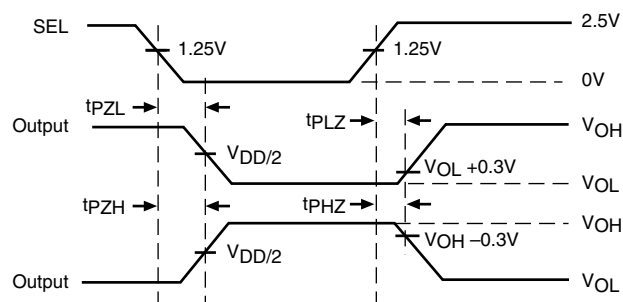 SEL
1.25V
1.25V
2.5V
0V
tPZL
tPLZ
Output
VDD/2
VOH
VOL +0.3V
VOL
tPZH
tPHZ
VOH
VDD/2
VOH –0.3V
Output
VOL